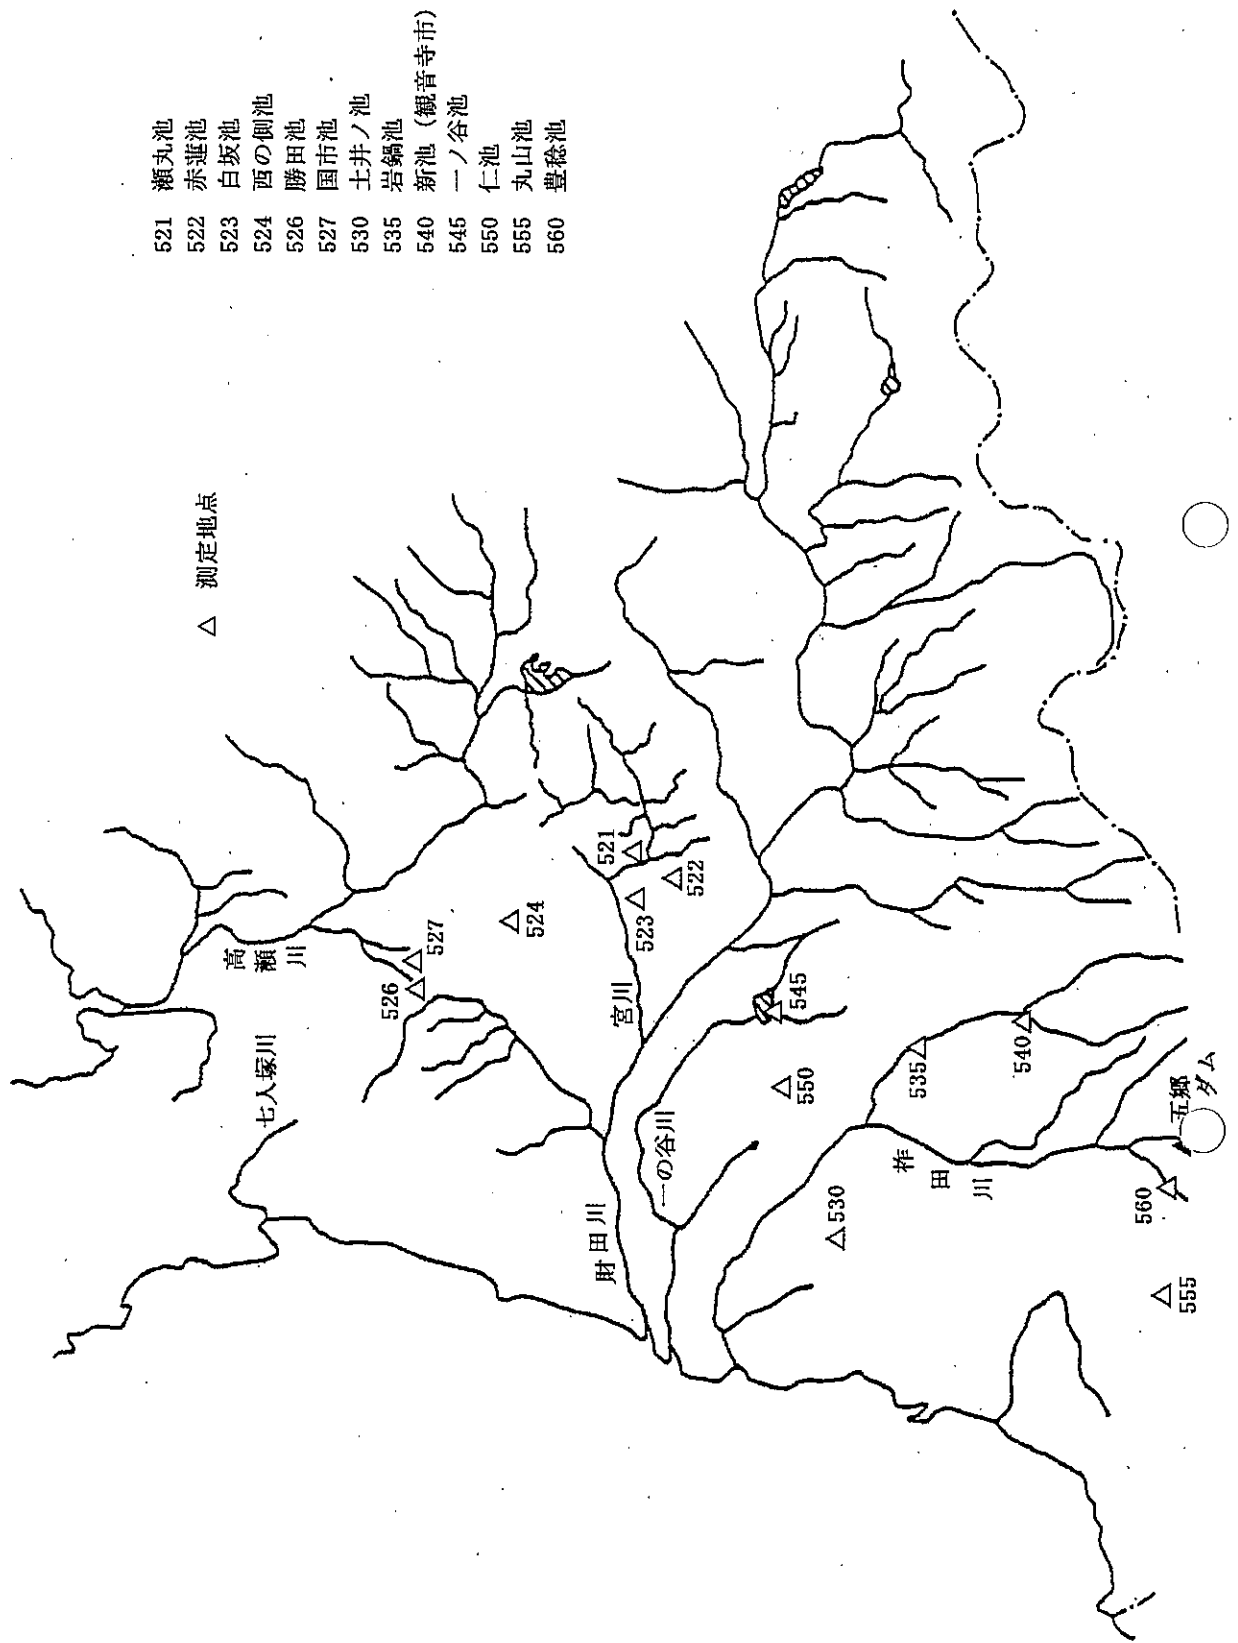 521 瀬丸池
522 赤蓮池
523 白坂池
524 西の側池
526 勝田池
527 国市池
530 土井ノ池
535 岩鍋池
540 新池（観音寺市）
545 一ノ谷池
550 仁池
555 丸山池
560 豊稔池
△ 測定地点
高瀬川
七人塚川
526
527
524
521
522
523
宮川
545
550
財田川
一の谷川
530
535
540
柞田川
五郷ダム
560
555